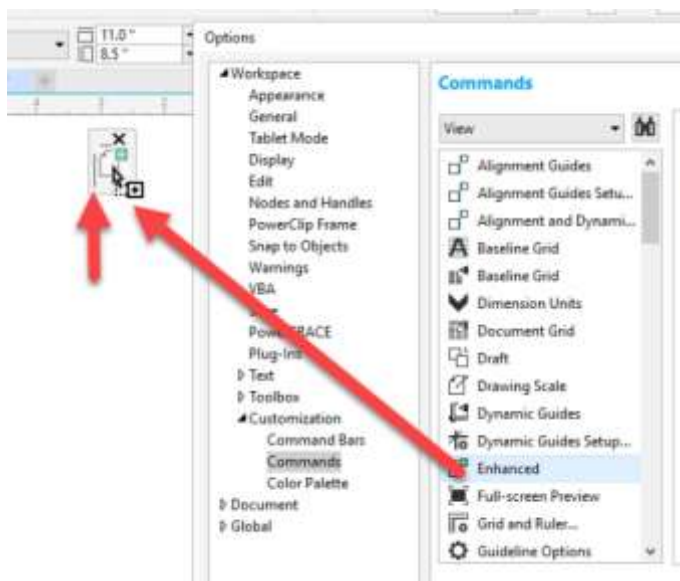 11.0 "
8.5 "
Options
Workspace
Appearance
General
Tablet Mode
Display
Edit
Nodes and Handles
PowerClip Frame
Snap to Objects
Warnings
VBA
PowerTRACE
Plug-Ins
Text
Toolbox
Customization
Command Bars
Commands
Color Palette
Document
Global
Commands
View
Alignment Guides
Alignment Guides Setu...
Alignment and Dynami...
Baseline Grid
Baseline Grid
Dimension Units
Document Grid
Draft
Drawing Scale
Dynamic Guides
Dynamic Guides Setup...
Enhanced
Full-screen Preview
Grid and Ruler...
Guideline Options